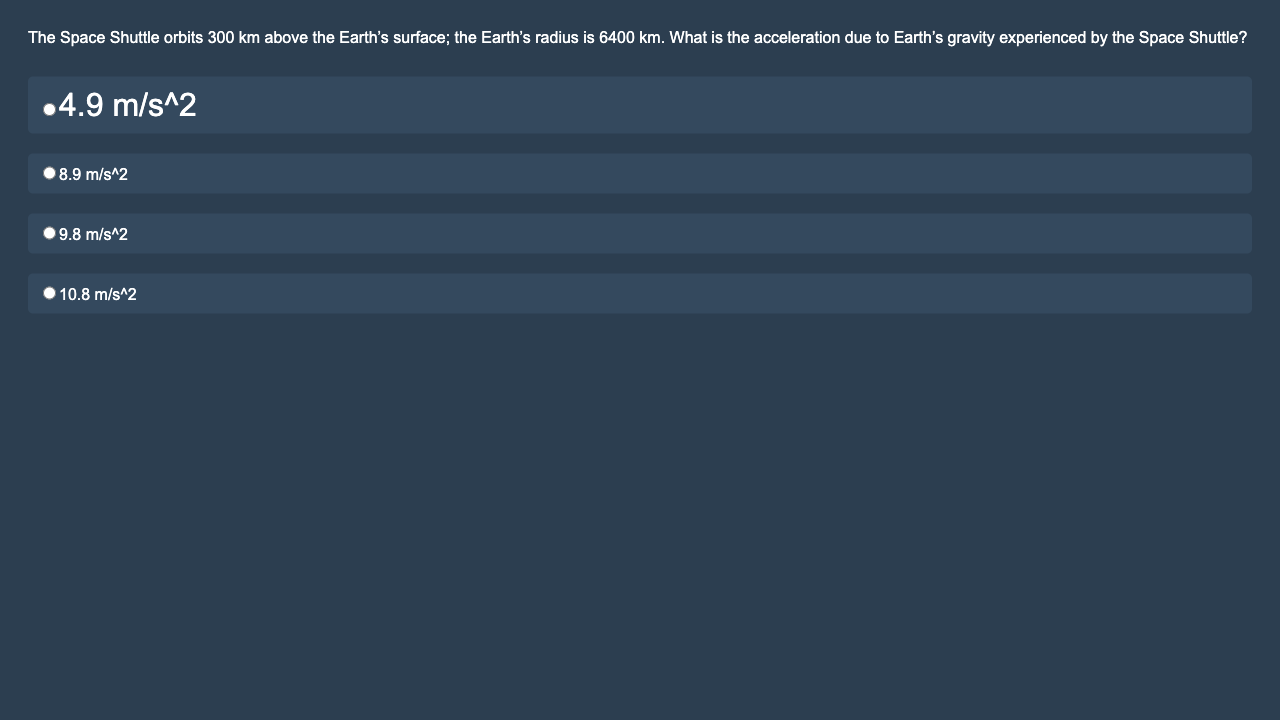 The Space Shuttle orbits 300 km above the Earth’s surface; the Earth’s radius is 6400 km. What is the acceleration due to Earth’s gravity experienced by the Space Shuttle?
4.9 m/s^2
8.9 m/s^2
9.8 m/s^2
10.8 m/s^2